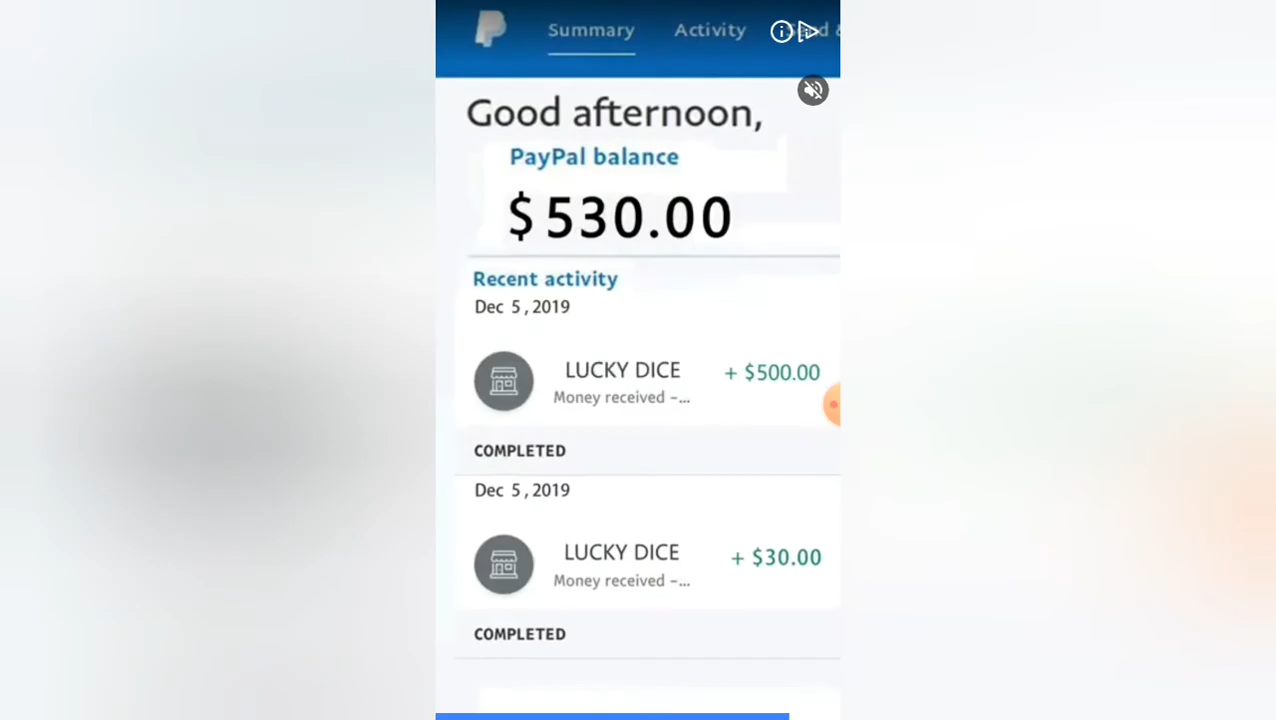 Summary Activity
Good afternoon,
PayPal balance
$530.00
Recent activity
Dec 5, 2019
LUCKY DICE + $500.00
Money received -...
COMPLETED
Dec 5, 2019
LUCKY DICE + $30.00
Money received -...
COMPLETED